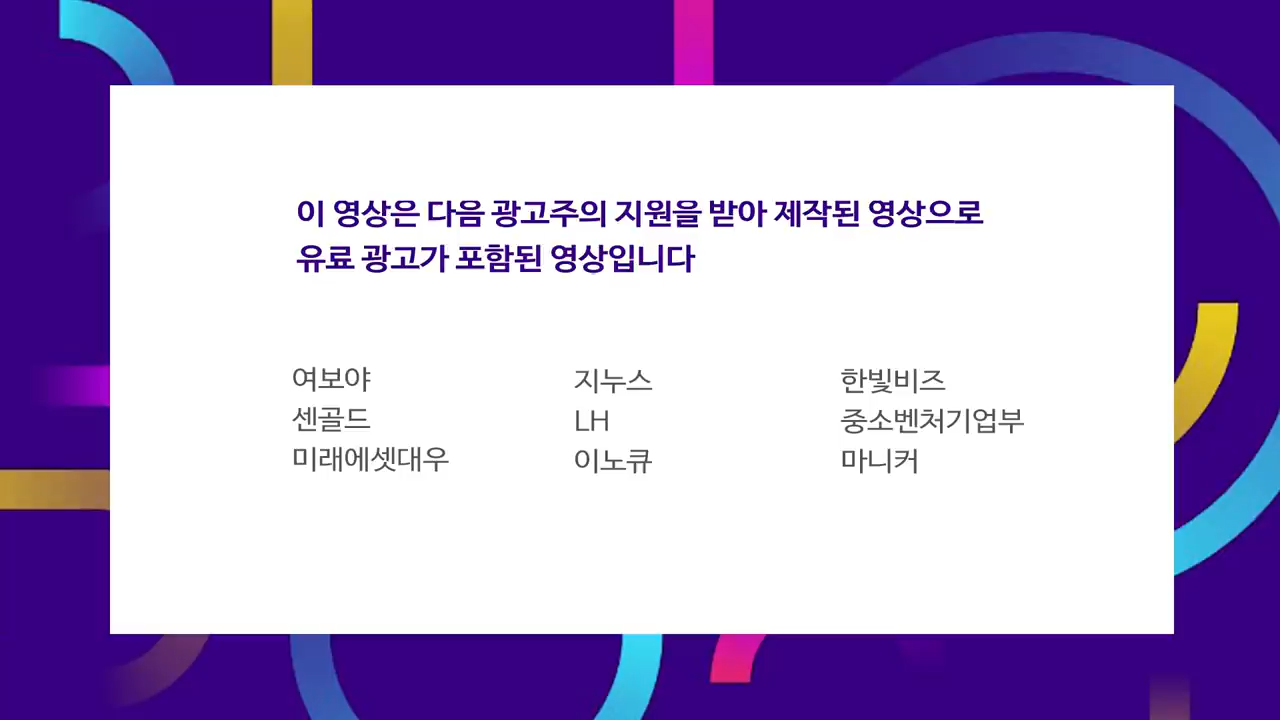 이 영상은 다음 광고주의 지원을 받아 제작된 영상으로
유료 광고가 포함된 영상입니다
여보야 지누스 한빛비즈
센골드 LH 중소벤처기업부
미래에셋대우 이노큐 마니커